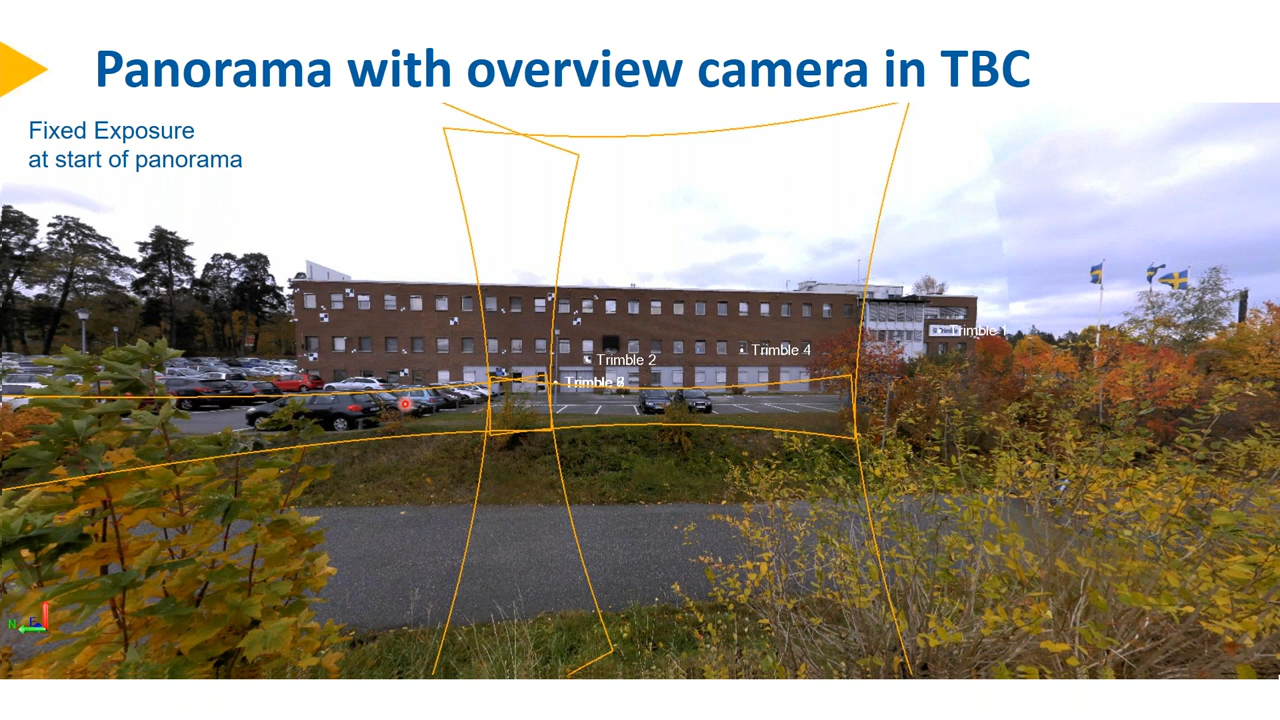 Panorama with overview camera in TBC
Fixed Exposure
at start of panorama
Trimble 1
Trimble 4
Trimble 2
Trimble
N
E